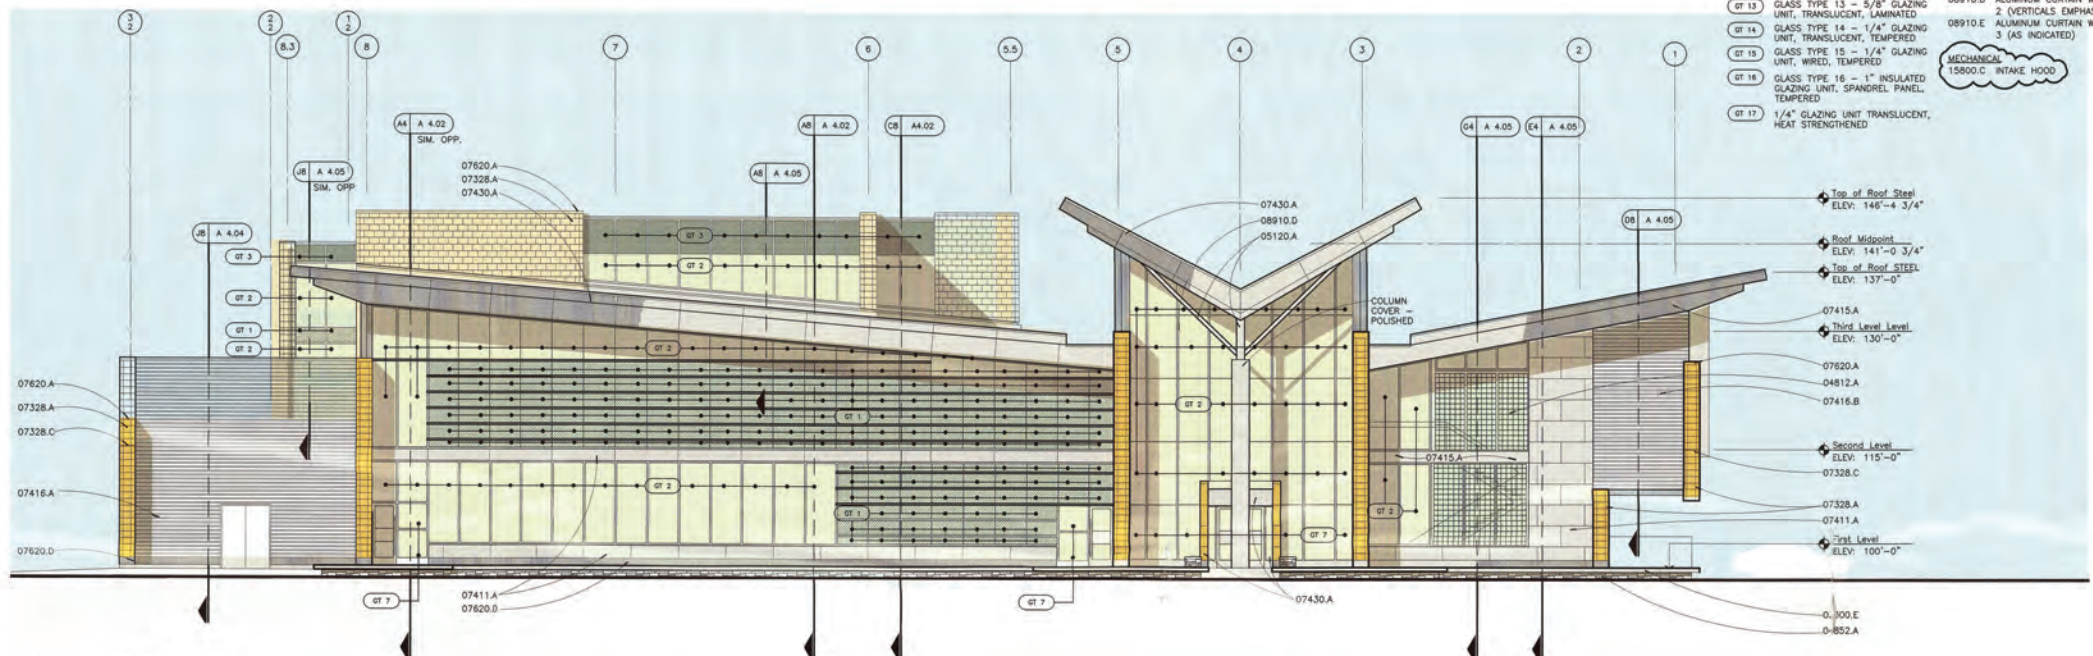 3
2
2
2
8.3
1
2
8
7
6
5.5
5
4
3
2
1
GT 13 GLASS TYPE 13 - 5/8" GLAZING
UNIT, TRANSLUCENT, LAMINATED
GT 14 GLASS TYPE 14 - 1/4" GLAZING
UNIT, TRANSLUCENT, TEMPERED
GT 15 GLASS TYPE 15 - 1/4" GLAZING
UNIT, WIRED, TEMPERED
GT 16 GLASS TYPE 16 - 1" INSULATED
GLAZING UNIT, SPANDREL PANEL,
TEMPERED
GT 17 1/4" GLAZING UNIT TRANSLUCENT,
HEAT STRENGTHENED
2 (VERTICALS EMPHAS
08910.E ALUMINUM CURTAIN W
3 (AS INDICATED)
MECHANICAL
15800.C INTAKE HOOD
A4 A 4.02
SIM. OPP.
A8 A 4.02
C8 A4.02
G4 A 4.05
E4 A 4.05
J8 A 4.05
SIM. OPP
07620.A
07328.A
07430.A
A8 A 4.05
J8 A 4.04
D8 A 4.05
07430.A
08910.D
05120.A
COLUMN
COVER -
POLISHED
GT 3
GT 2
GT 1
GT 2
GT 3
GT 2
GT 2
GT 1
GT 2
GT 1
GT 2
GT 7
GT 2
07415.A
Top of Roof Steel
ELEV: 146'-4 3/4"
Roof Midpoint
ELEV: 141'-0 3/4"
Top of Roof STEEL
ELEV: 137'-0"
07415.A
Third Level Level
ELEV: 130'-0"
07620.A
04812.A
07416.B
Second Level
ELEV: 115'-0"
07328.C
07328.A
07411.A
First Level
ELEV: 100'-0"
07620.A
07328.A
07328.C
07416.A
07620.D
GT 7
07411.A
07620.D
GT 7
07430.A